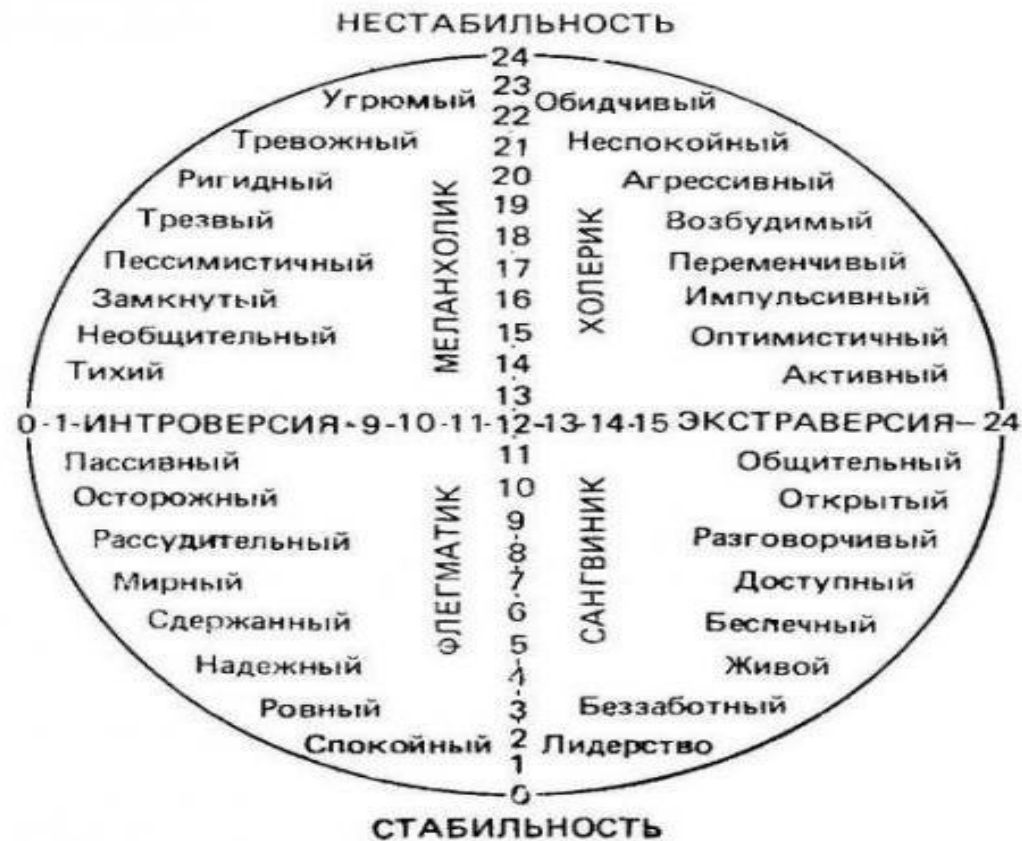 НЕСТАБИЛЬНОСТЬ
24
23
Угрюмый 22 Обидчивый
Тревожный 21 Неспокойный
Ригидный 20 Агрессивный
Трезвый 19 Возбудимый
18
Пессимистичный 17 Переменчивый
Замкнутый 16 Импульсивный
Необщительный 15 Оптимистичный
Тихий 14 Активный
МЕЛАНХОЛИК
ХОЛЕРИК
13
0-1-ИНТРОВЕРСИЯ-9-10-11-12-13-14-15 ЭКСТРАВЕРСИЯ-24
Пассивный 11 Общительный
Осторожный 10 Открытый
9
Рассудительный 8 Разговорчивый
Мирный 7 Доступный
Сдержанный 6 Беспечный
5
Надежный 4 Живой
Ровный 3 Беззаботный
Спокойный 2 Лидерство
ФЛЕГМАТИК
САНГВИНИК
1
0
СТАБИЛЬНОСТЬ